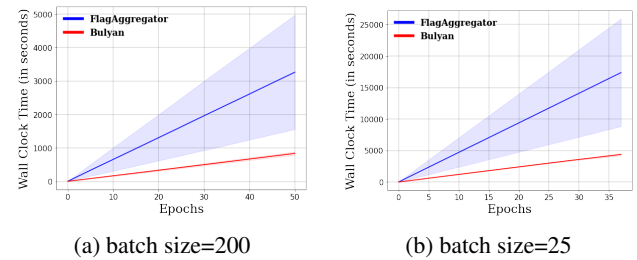 FlagAggregator
Bulyan
Wall Clock Time (in seconds)
5000
4000
3000
2000
1000
0
0 10 20 30 40 50
Epochs
(a) batch size=200
FlagAggregator
Bulyan
Wall Clock Time (in seconds)
25000
20000
15000
10000
5000
0
0 5 10 15 20 25 30 35
Epochs
(b) batch size=25